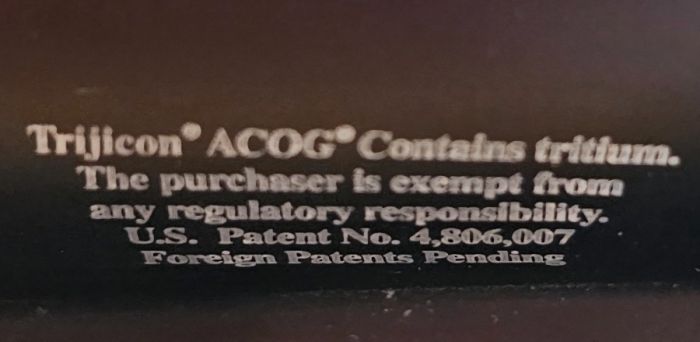 Trijicon® ACOG® Contains tritium.
The purchaser is exempt from
any regulatory responsibility.
U.S. Patent No. 4,806,007
Foreign Patents Pending